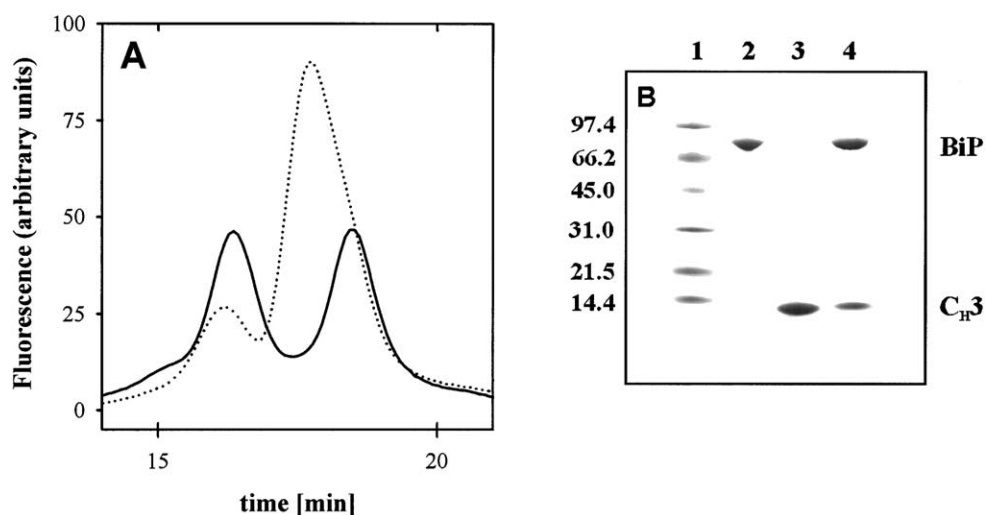 A
Fluorescence (arbitrary units)
100
75
50
25
0
15 20
time [min]
B
1 2 3 4
97.4
66.2
45.0
31.0
21.5
14.4
BiP
CH3